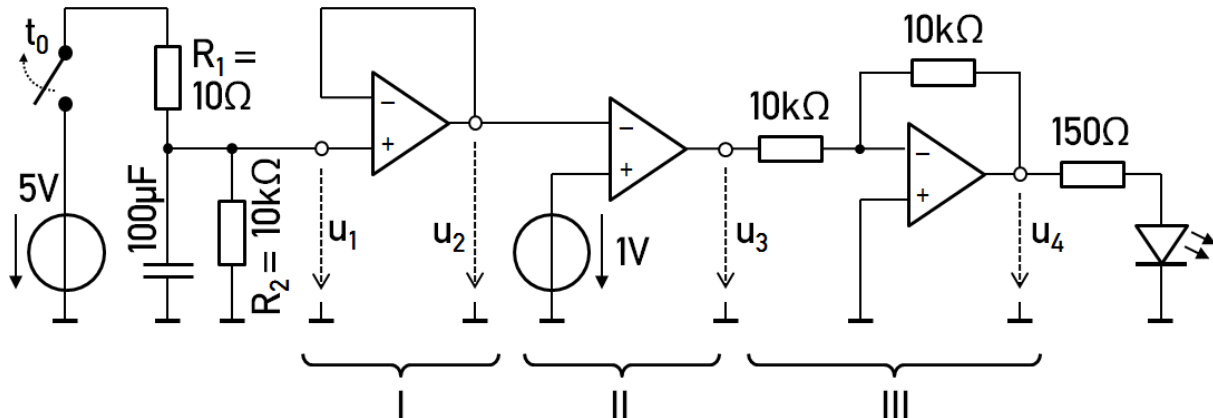 t0
R1 =
10Ω
5V
100µF
R2 = 10kΩ
−
+
u1
u2
−
+
1V
u3
10kΩ
10kΩ
−
+
u4
150Ω
I
II
III